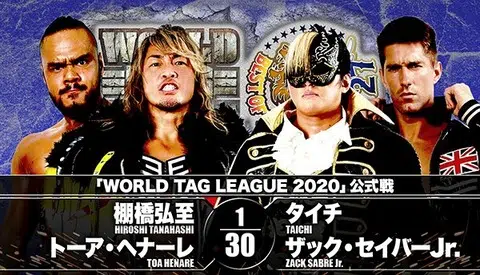 WORLD
BEST OF
「WORLD TAG LEAGUE 2020」公式戦
棚橋弘至
HIROSHI TANAHASHI
トーア・ヘナーレ
TOA HENARE
1
30
タイチ
TAICHI
ザック・セイバーJr.
ZACK SABRE Jr.